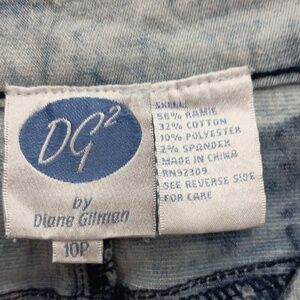 DG2
by
Diane Gilman
10P
SHELL:
56% RAMIE
32% COTTON
10% POLYESTER
2% SPANDEX
MADE IN CHINA
RN92309
SEE REVERSE SIDE
FOR CARE